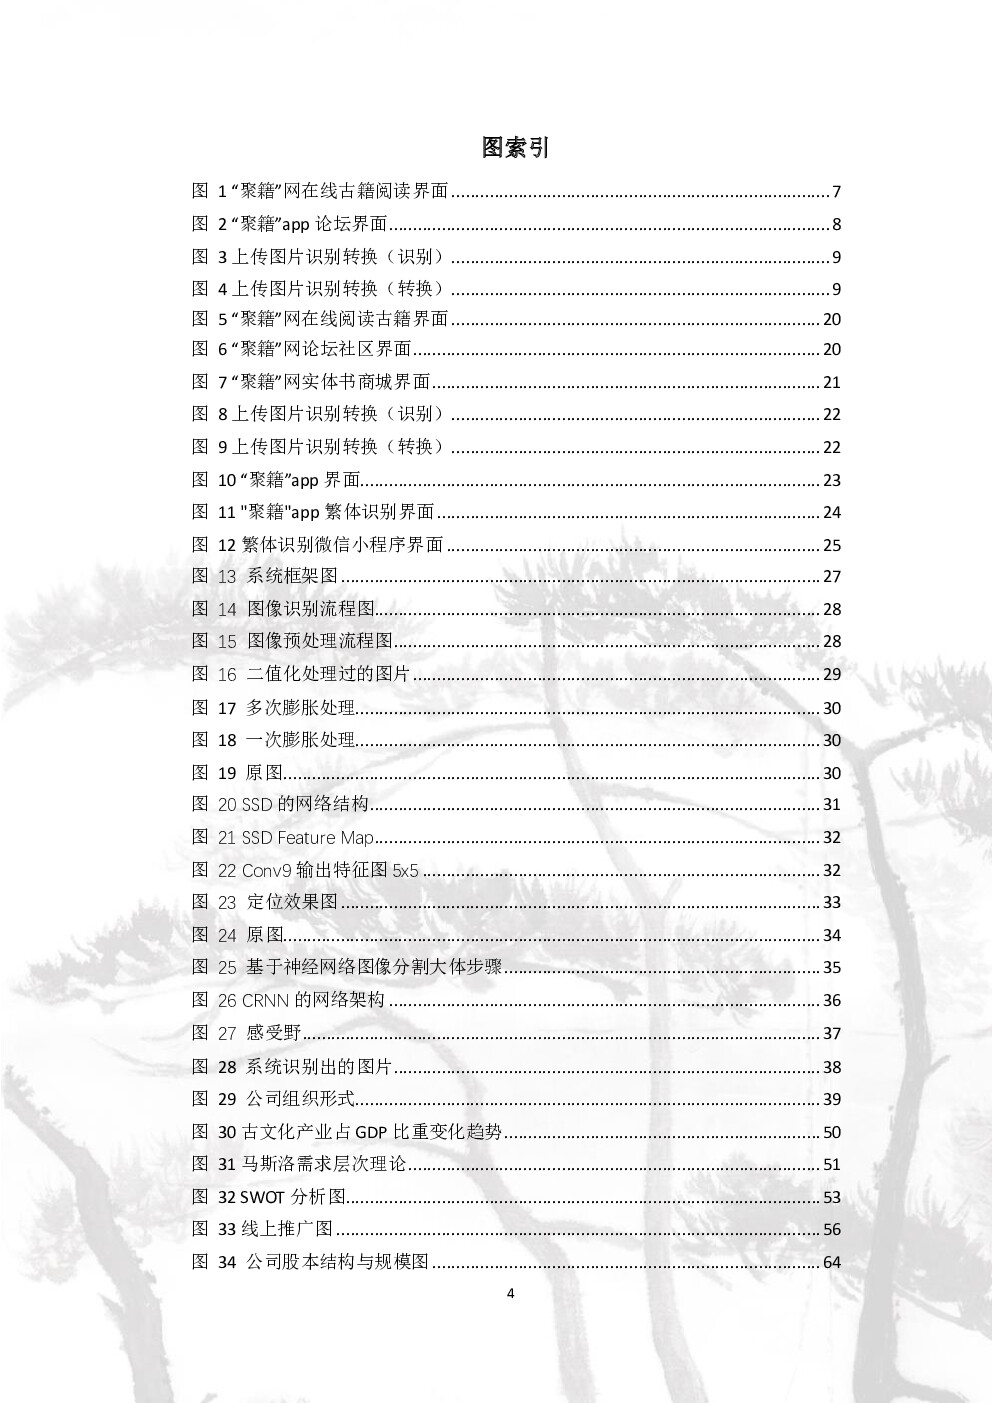 图索引
图 1 “聚籍”网在线古籍阅读界面........................................7
图 2 “聚籍”app 论坛界面........................................8
图 3 上传图片识别转换（识别）........................................9
图 4 上传图片识别转换（转换）........................................9
图 5 “聚籍”网在线阅读古籍界面........................................20
图 6 “聚籍”网论坛社区界面........................................20
图 7 “聚籍”网实体书商城界面........................................21
图 8 上传图片识别转换（识别）........................................22
图 9 上传图片识别转换（转换）........................................22
图 10 “聚籍”app 界面........................................23
图 11 "聚籍"app 繁体识别界面........................................24
图 12 繁体识别微信小程序界面........................................25
图 13 系统框架图........................................27
图 14 图像识别流程图........................................28
图 15 图像预处理流程图........................................28
图 16 二值化处理过的图片........................................29
图 17 多次膨胀处理........................................30
图 18 一次膨胀处理........................................30
图 19 原图........................................30
图 20 SSD 的网络结构........................................31
图 21 SSD Feature Map........................................32
图 22 Conv9 输出特征图 5x5........................................32
图 23 定位效果图........................................33
图 24 原图........................................34
图 25 基于神经网络图像分割大体步骤........................................35
图 26 CRNN 的网络架构........................................36
图 27 感受野........................................37
图 28 系统识别出的图片........................................38
图 29 公司组织形式........................................39
图 30 古文化产业占 GDP 比重变化趋势........................................50
图 31 马斯洛需求层次理论........................................51
图 32 SWOT 分析图........................................53
图 33 线上推广图........................................56
图 34 公司股本结构与规模图........................................64
4